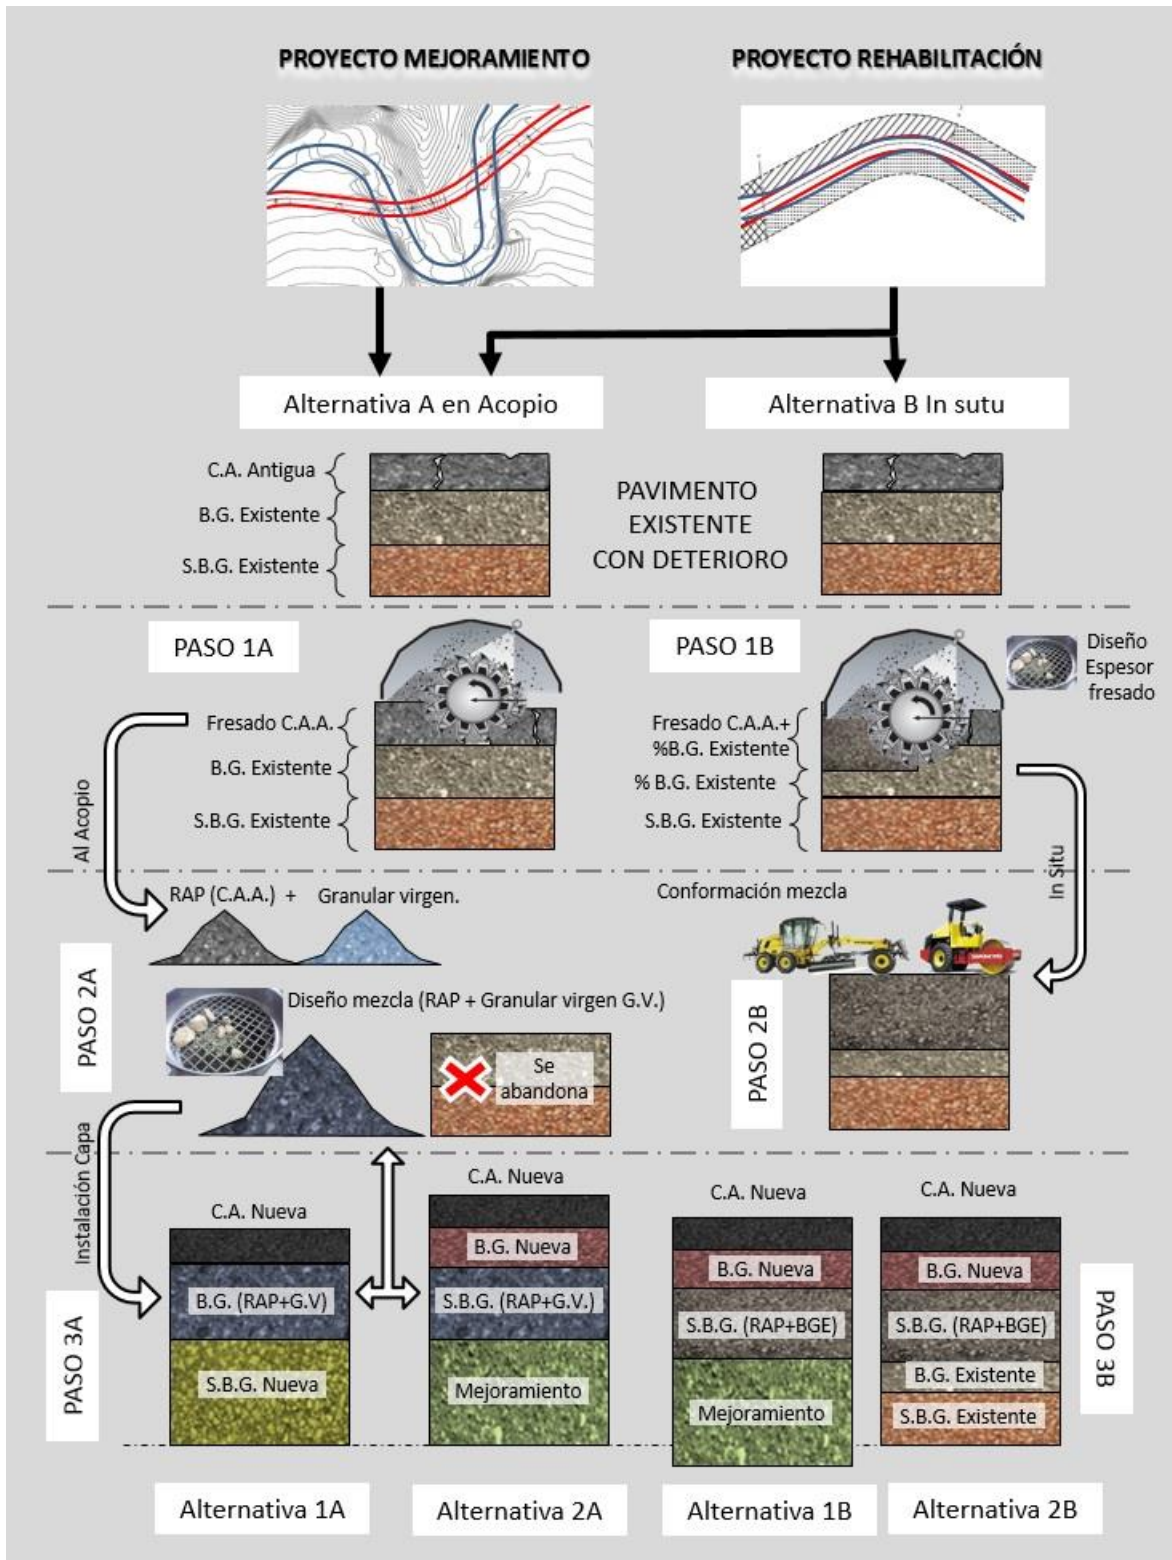 PROYECTO MEJORAMIENTO
PROYECTO REHABILITACIÓN
Alternativa A en Acopio
Alternativa B In sutu
C.A. Antigua
B.G. Existente
S.B.G. Existente
PAVIMENTO
EXISTENTE
CON DETERIORO
PASO 1A
Fresado C.A.A.
B.G. Existente
S.B.G. Existente
Al Acopio
PASO 1B
Diseño
Espesor
fresado
Fresado C.A.A.+
%B.G. Existente
% B.G. Existente
S.B.G. Existente
In Situ
RAP (C.A.A.) + Granular virgen.
PASO 2A
Diseño mezcla (RAP + Granular virgen G.V.)
Se
abandona
Conformación mezcla
PASO 2B
Instalación Capa
PASO 3A
C.A. Nueva
B.G. (RAP+G.V)
S.B.G. Nueva
C.A. Nueva
B.G. Nueva
S.B.G. (RAP+G.V.)
Mejoramiento
C.A. Nueva
B.G. Nueva
S.B.G. (RAP+BGE)
Mejoramiento
C.A. Nueva
B.G. Nueva
S.B.G. (RAP+BGE)
B.G. Existente
S.B.G. Existente
PASO 3B
Alternativa 1A
Alternativa 2A
Alternativa 1B
Alternativa 2B